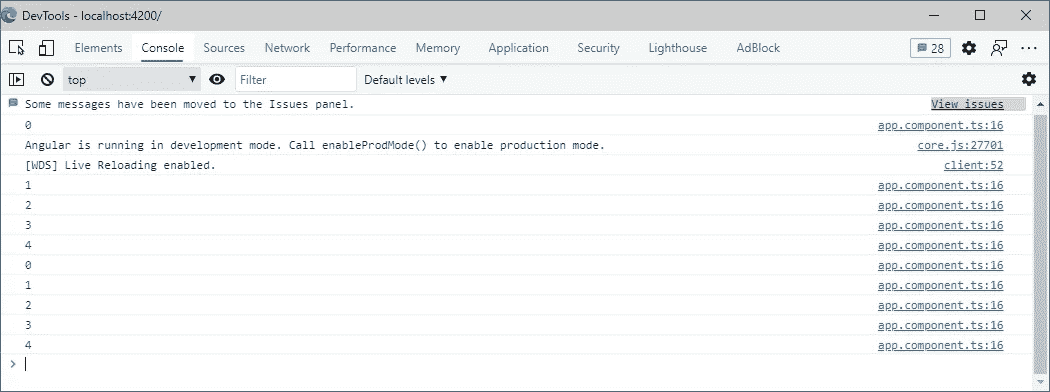 DevTools - localhost:4200/
Elements Console Sources Network Performance Memory Application Security Lighthouse AdBlock 28
top Filter Default levels
Some messages have been moved to the Issues panel. View issues
0 app.component.ts:16
Angular is running in development mode. Call enableProdMode() to enable production mode. core.js:27701
[WDS] Live Reloading enabled. client:52
1 app.component.ts:16
2 app.component.ts:16
3 app.component.ts:16
4 app.component.ts:16
0 app.component.ts:16
1 app.component.ts:16
2 app.component.ts:16
3 app.component.ts:16
4 app.component.ts:16